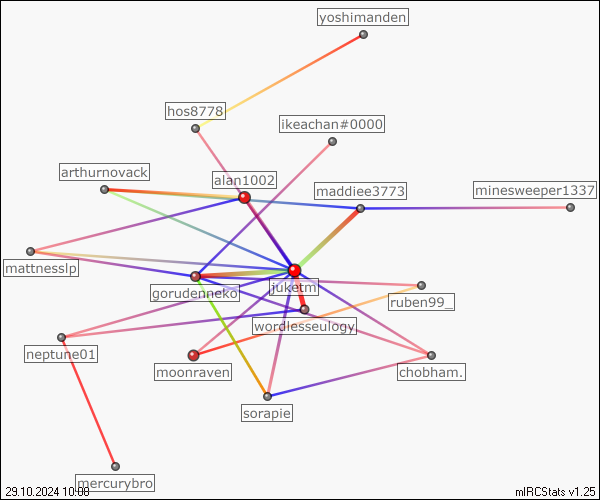 yoshimanden
hos8778
ikeachan#0000
arthurnovack
alan1002
maddiee3773
minesweeper1337
mattnesslp
gorudenneko
juketm
ruben99_
wordlesseulogy
neptune01
moonraven
chobham.
sorapie
mercurybro
29.10.2024 10:08
mIRCStats v1.25